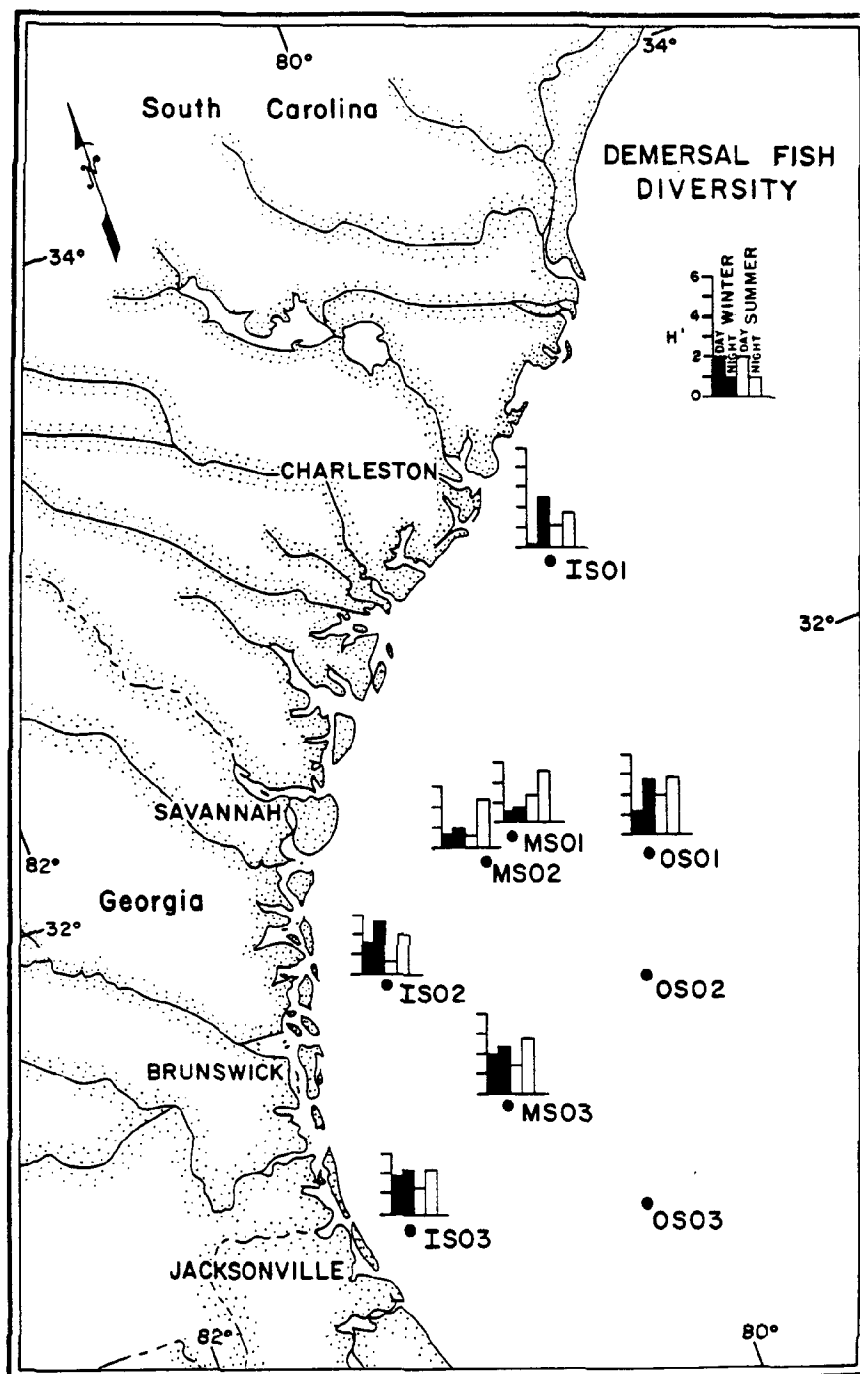 80°
34°
South Carolina
DEMERSAL FISH
DIVERSITY
N
34°
6
4
2
0
H'
DAY
NIGHT
WINTER
DAY
NIGHT
SUMMER
CHARLESTON
IS01
32°
SAVANNAH
MS01
MS02
OS01
82°
Georgia
32°
IS02
OS02
BRUNSWICK
MS03
IS03
OS03
JACKSONVILLE
82°
80°